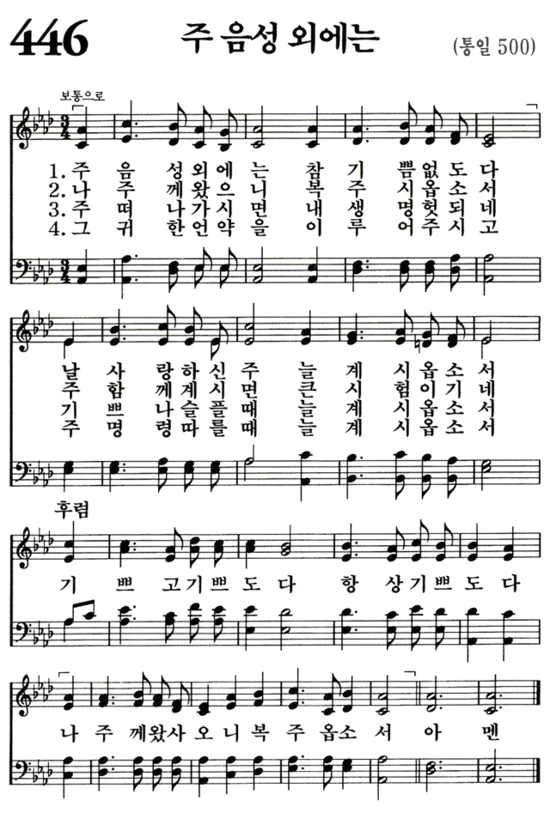 446 주 음성 외에는 (통일 500)
보통으로
3/4
1. 주 음 성외에 는 참 기 쁨없도 다
2. 나 주 께왔으 니 복 주 시옵소 서
3. 주 떠 나가시 면 내 생 명헛되 네
4. 그 귀 한언약 을 이 루 어주시 고
날 사 랑하신 주 늘 계 시옵소 서
주 함 께계시 면 큰 시 험이기 네
기 쁘 나슬플 때 늘 계 시옵소 서
주 명 령따를 때 늘 계 시옵소 서
후렴
기 쁘 고기쁘 도 다 항 상기쁘 도 다
나 주 께왔사 오 니 복 주 옵소 서 아 멘